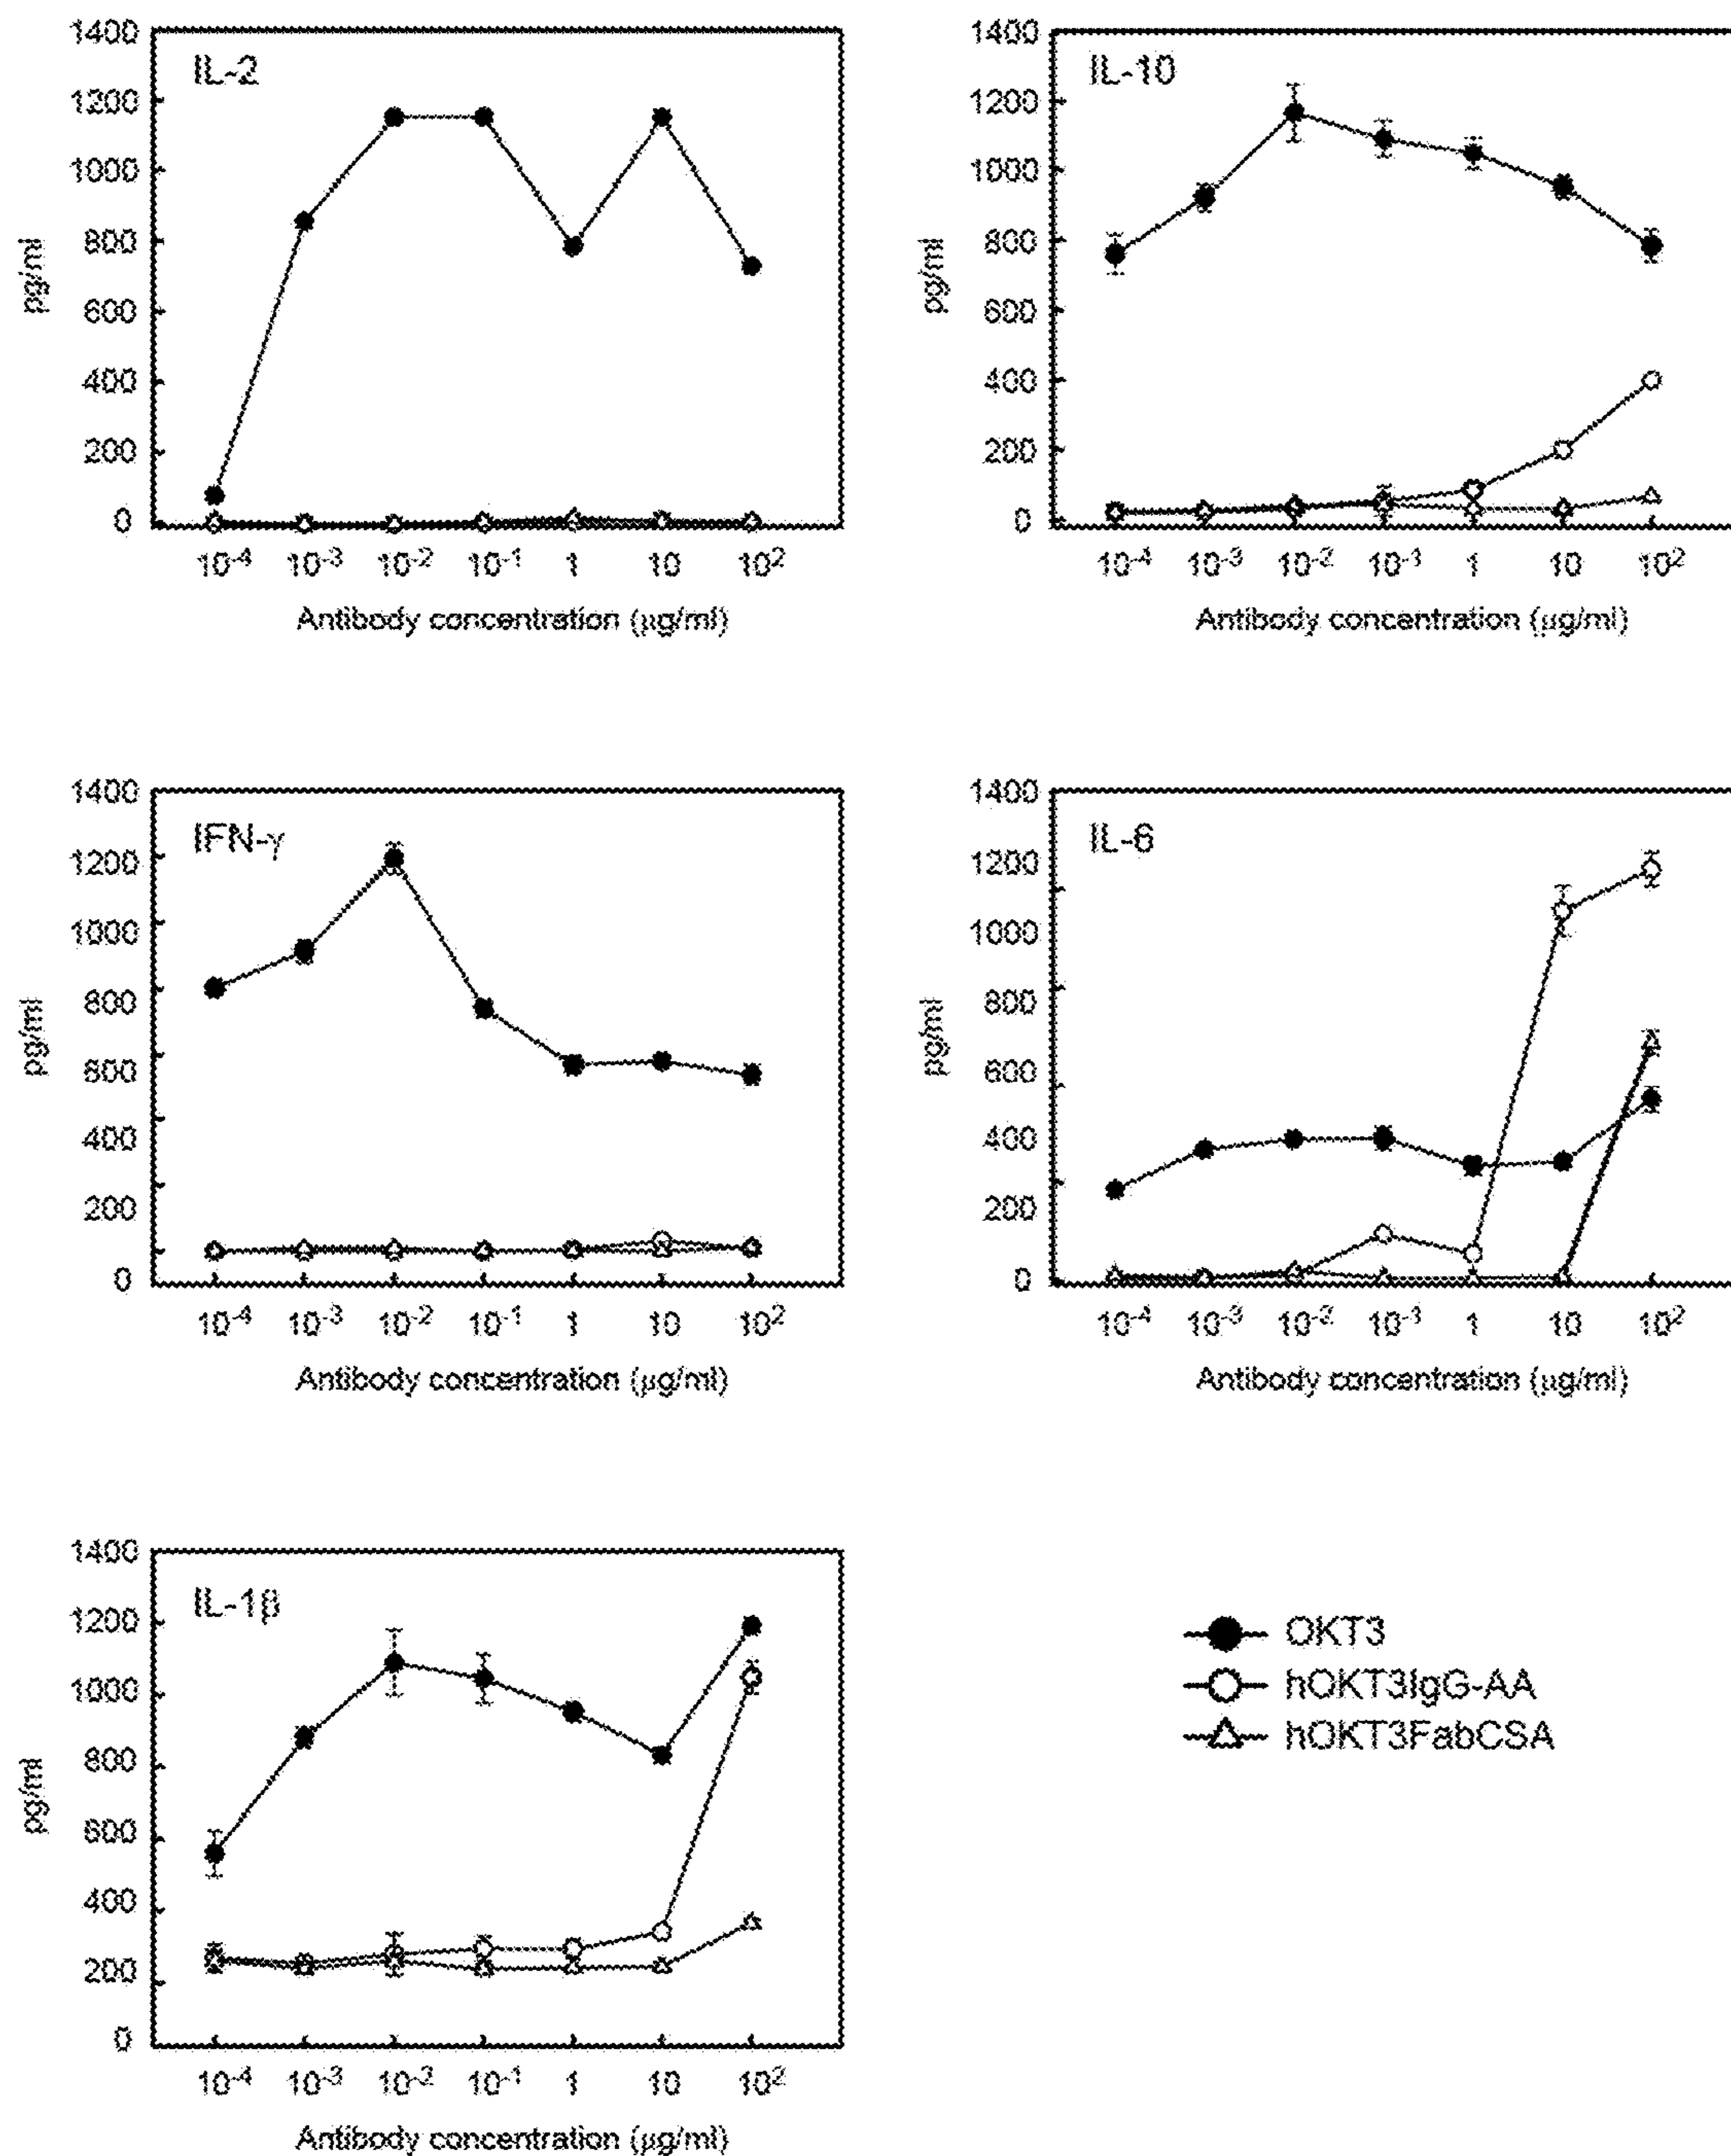 1400
1200
1000
800
600
400
200
0
pg/ml
IL-2
10⁻⁴ 10⁻³ 10⁻² 10⁻¹ 1 10 10²
Antibody concentration (µg/ml)
1400
1200
1000
800
600
400
200
0
pg/ml
IL-10
10⁻⁴ 10⁻³ 10⁻² 10⁻¹ 1 10 10²
Antibody concentration (µg/ml)
1400
1200
1000
800
600
400
200
0
pg/ml
IFN-γ
10⁻⁴ 10⁻³ 10⁻² 10⁻¹ 1 10 10²
Antibody concentration (µg/ml)
1400
1200
1000
800
600
400
200
0
pg/ml
IL-6
10⁻⁴ 10⁻³ 10⁻² 10⁻¹ 1 10 10²
Antibody concentration (µg/ml)
1400
1200
1000
800
600
400
200
0
pg/ml
IL-1β
10⁻⁴ 10⁻³ 10⁻² 10⁻¹ 1 10 10²
Antibody concentration (µg/ml)
OKT3
hOKT3IgG-AA
hOKT3FabCSA